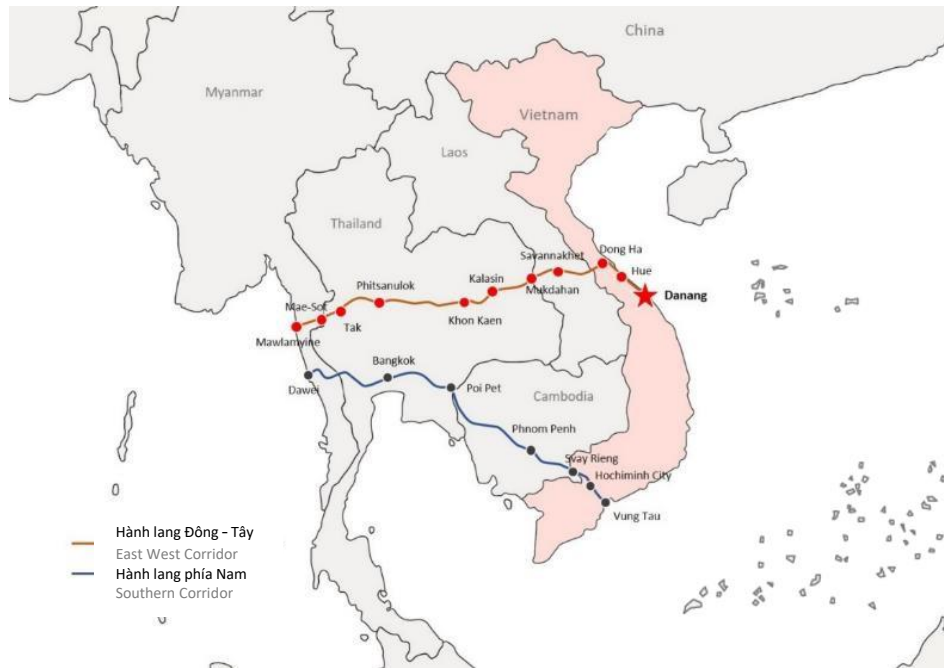 China
Myanmar
Vietnam
Laos
Thailand
Savannakhet
Dong Ha
Hue
Danang
Kalasin
Mukdahan
Phitsanulok
Khon Kaen
Mae-Sot
Tak
Mawlamyine
Bangkok
Dawei
Poi Pet
Cambodia
Phnom Penh
Svay Rieng
Hochiminh City
Vung Tau
Hành lang Đông – Tây
East West Corridor
Hành lang phía Nam
Southern Corridor